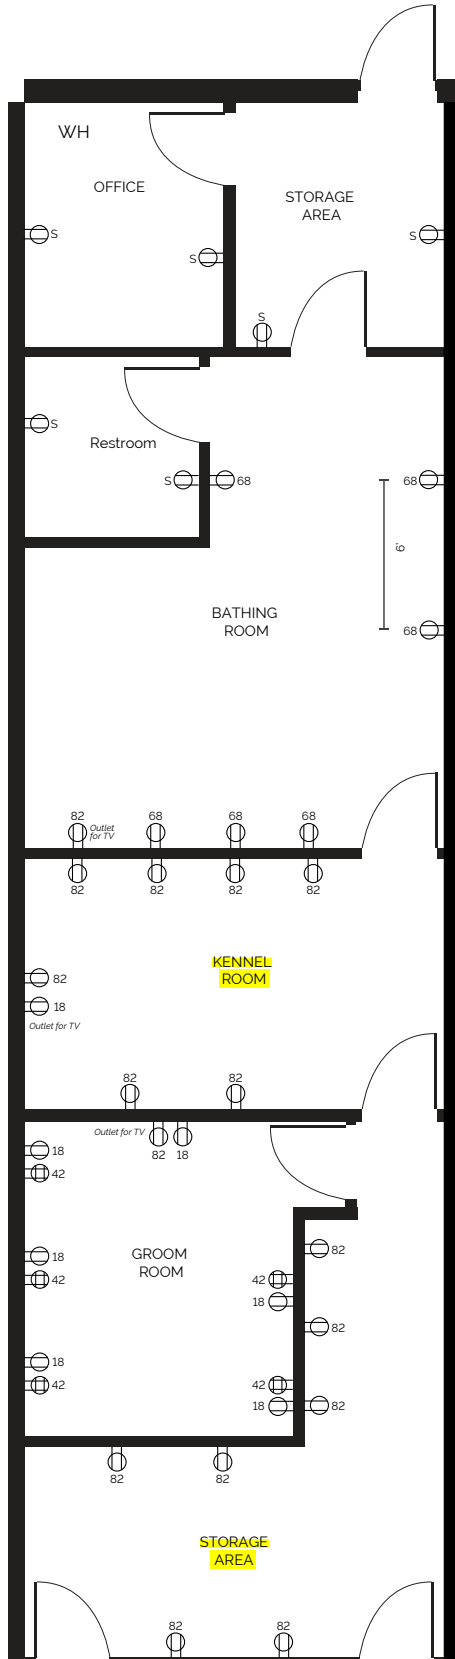 WH
OFFICE
STORAGE
AREA
S
S
S
S
S
Restroom
S
68
68
6'
BATHING
ROOM
68
82
Outlet
for TV
68
68
68
82
82
82
82
KENNEL
ROOM
82
18
Outlet for TV
82
82
Outlet for TV
82
18
18
42
18
42
GROOM
ROOM
42
18
82
82
18
42
42
18
82
82
82
STORAGE
AREA
82
82